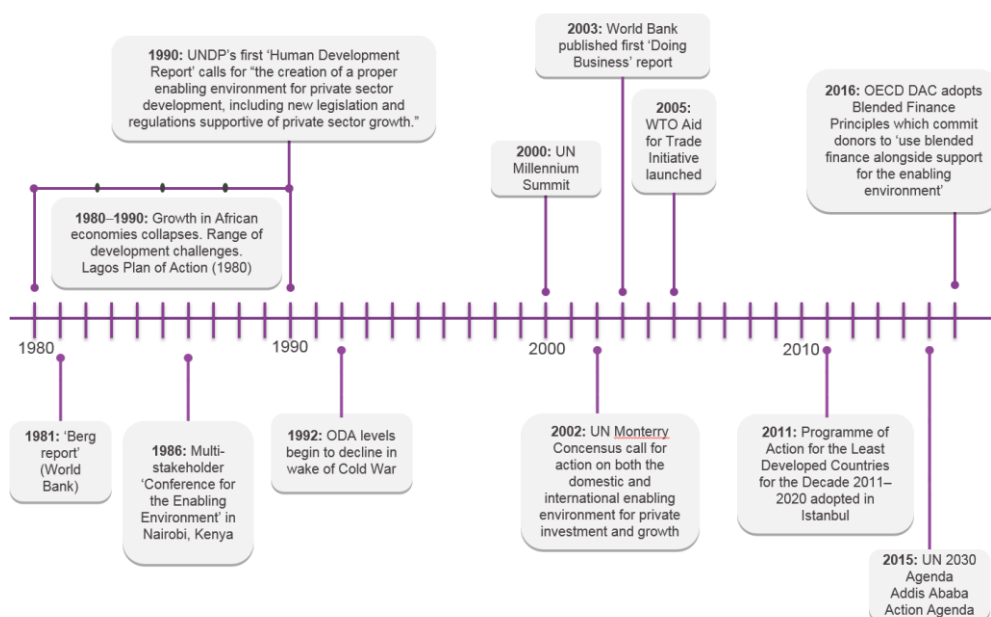 1990: UNDP's first 'Human Development
Report' calls for "the creation of a proper
enabling environment for private sector
development, including new legislation and
regulations supportive of private sector growth."
2003: World Bank
published first 'Doing
Business' report
2000: UN
Millennium
Summit
2005:
WTO Aid
for Trade
Initiative
launched
2016: OECD DAC adopts
Blended Finance
Principles which commit
donors to 'use blended
finance alongside support
for the enabling
environment'
1980–1990: Growth in African
economies collapses. Range of
development challenges.
Lagos Plan of Action (1980)
1980
1990
2000
2010
1981: 'Berg
report'
(World
Bank)
1986: Multi-
stakeholder
'Conference for
the Enabling
Environment' in
Nairobi, Kenya
1992: ODA levels
begin to decline in
wake of Cold War
2002: UN Monterry
Concensus call for
action on both the
domestic and
international enabling
environment for private
investment and growth
2011: Programme of
Action for the Least
Developed Countries
for the Decade 2011–
2020 adopted in
Istanbul
2015: UN 2030
Agenda
Addis Ababa
Action Agenda